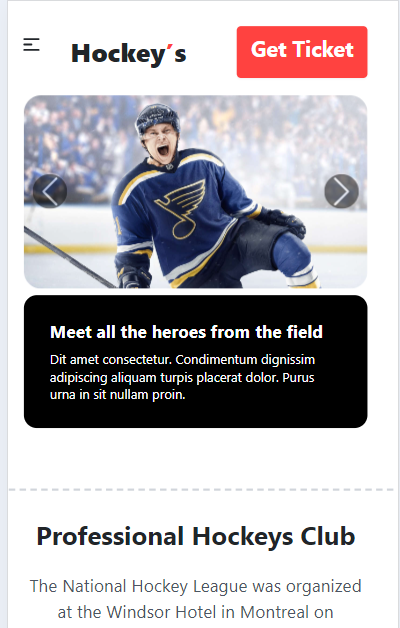 Hockey's
Get Ticket
Meet all the heroes from the field
Dit amet consectetur. Condimentum dignissim
adipiscing aliquam turpis placerat dolor. Purus
urna in sit nullam proin.
Professional Hockeys Club
The National Hockey League was organized
at the Windsor Hotel in Montreal on